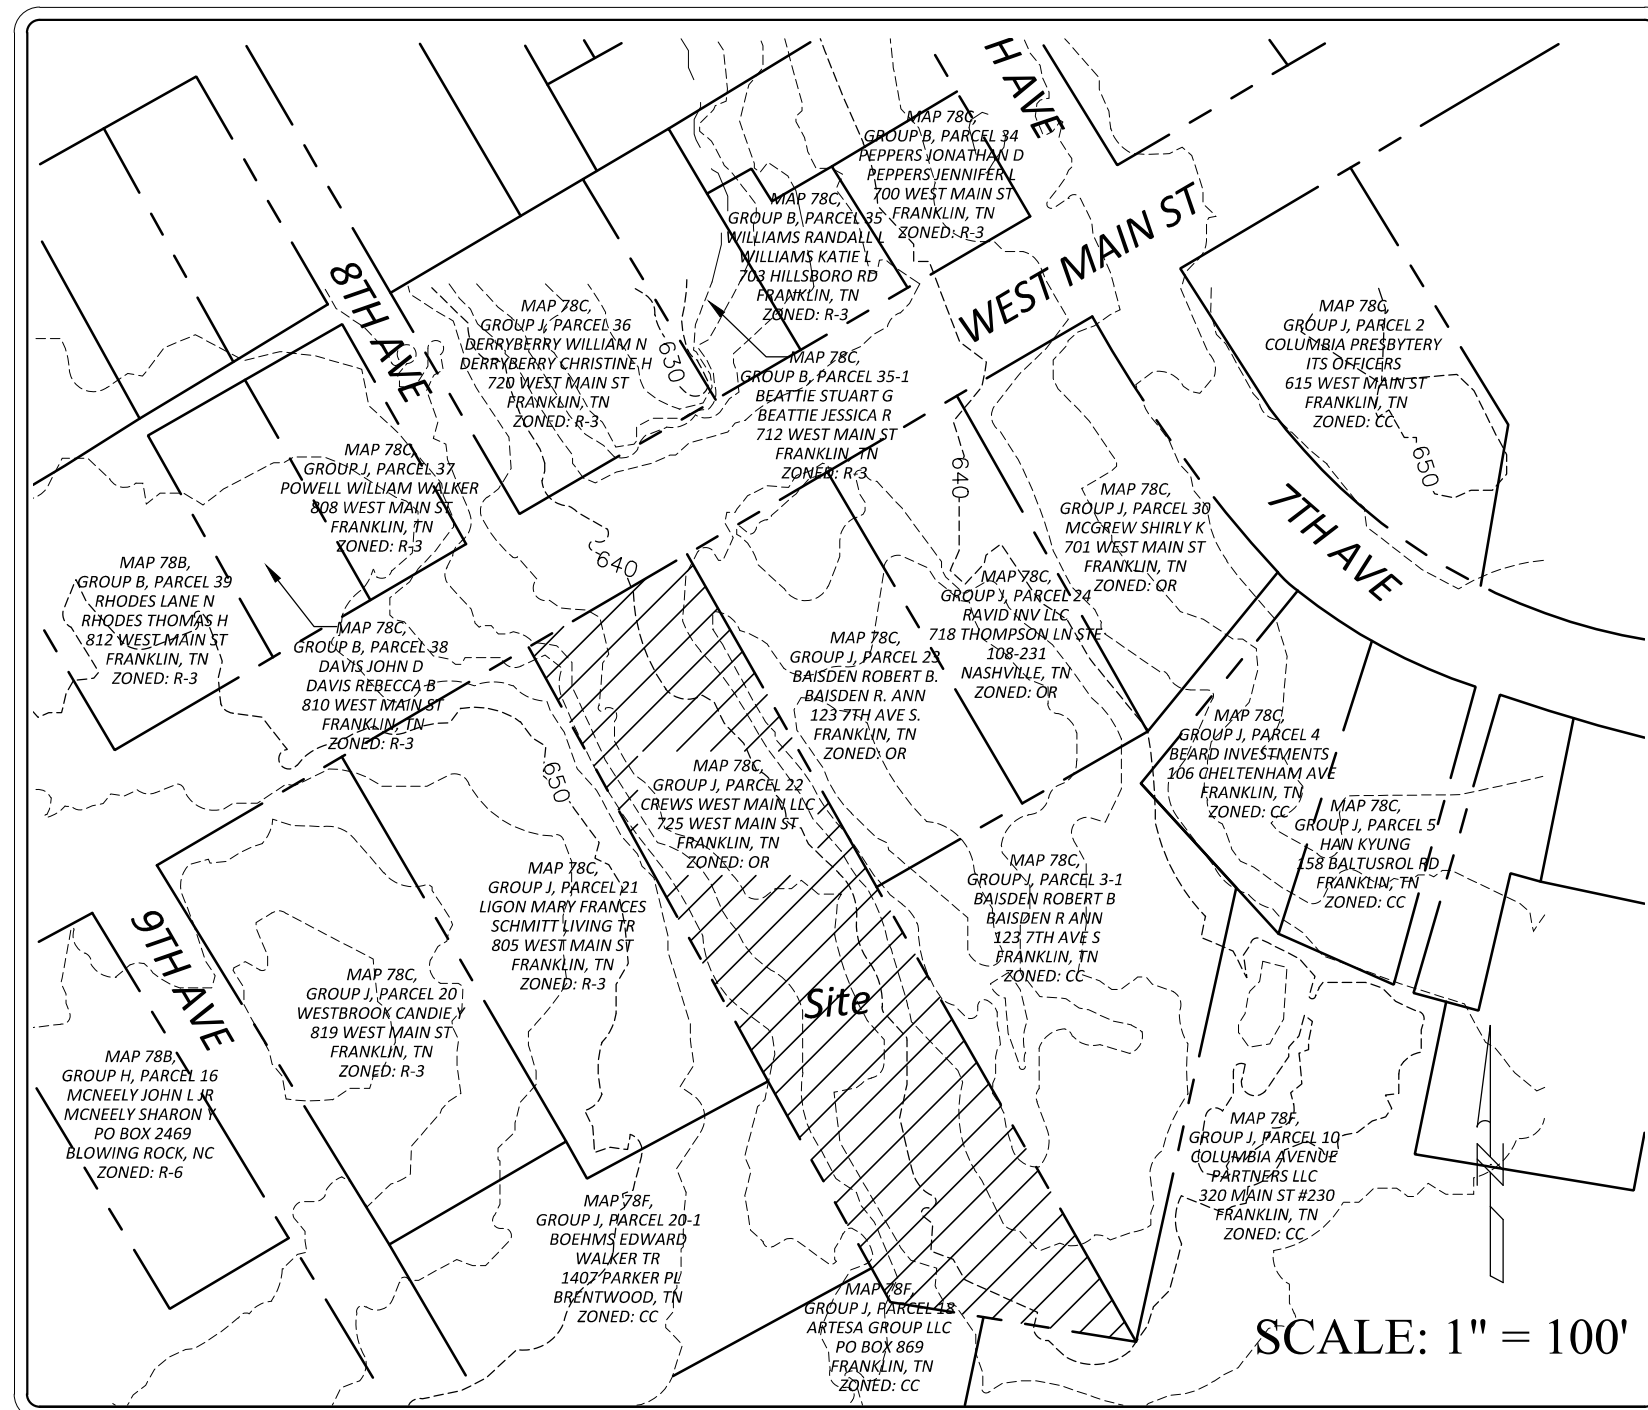 H AVE
MAP 78C,
GROUP B, PARCEL 34
PEPPERS JONATHAN D
PEPPERS JENNIFER L
700 WEST MAIN ST
FRANKLIN, TN
ZONED: R-3
MAP 78C,
GROUP B, PARCEL 35
WILLIAMS RANDALL L
WILLIAMS KATIE L
703 HILLSBORO RD
FRANKLIN, TN
ZONED: R-3
WEST MAIN ST
8TH AVE
MAP 78C,
GROUP J, PARCEL 36
DERRYBERRY WILLIAM N
DERRYBERRY CHRISTINE H
720 WEST MAIN ST
FRANKLIN, TN
ZONED: R-3
630
MAP 78C,
GROUP B, PARCEL 35-1
BEATTIE STUART G
BEATTIE JESSICA R
712 WEST MAIN ST
FRANKLIN, TN
ZONED: R-3
MAP 78C,
GROUP J, PARCEL 2
COLUMBIA PRESBYTERY
ITS OFFICERS
615 WEST MAIN ST
FRANKLIN, TN
ZONED: CC
650
MAP 78C,
GROUP J, PARCEL 37
POWELL WILLIAM WALKER
808 WEST MAIN ST
FRANKLIN, TN
ZONED: R-3
640
MAP 78C,
GROUP J, PARCEL 30
MCGREW SHIRLY K
701 WEST MAIN ST
FRANKLIN, TN
ZONED: OR
7TH AVE
MAP 78B,
GROUP B, PARCEL 39
RHODES LANE N
RHODES THOMAS H
812 WEST MAIN ST
FRANKLIN, TN
ZONED: R-3
640
MAP 78C,
GROUP J, PARCEL 24
RAVID INV LLC
718 THOMPSON LN STE
108-231
NASHVILLE, TN
ZONED: OR
MAP 78C,
GROUP B, PARCEL 38
DAVIS JOHN D
DAVIS REBECCA B
810 WEST MAIN ST
FRANKLIN, TN
ZONED: R-3
MAP 78C,
GROUP J, PARCEL 23
BAISDEN ROBERT B.
BAISDEN R. ANN
123 7TH AVE S.
FRANKLIN, TN
ZONED: OR
MAP 78C,
GROUP J, PARCEL 4
BEARD INVESTMENTS
106 CHELTENHAM AVE
FRANKLIN, TN
ZONED: CC
650
MAP 78C,
GROUP J, PARCEL 22
CREWS WEST MAIN LLC
725 WEST MAIN ST
FRANKLIN, TN
ZONED: OR
MAP 78C,
GROUP J, PARCEL 5
HAN KYUNG
158 BALTUSROL RD
FRANKLIN, TN
ZONED: CC
MAP 78C,
GROUP J, PARCEL 21
LIGON MARY FRANCES
SCHMITT LIVING TR
805 WEST MAIN ST
FRANKLIN, TN
ZONED: R-3
MAP 78C,
GROUP J, PARCEL 3-1
BAISDEN ROBERT B
BAISDEN R ANN
123 7TH AVE S
FRANKLIN, TN
ZONED: CC
9TH AVE
MAP 78C,
GROUP J, PARCEL 20
WESTBROOK CANDIE Y
819 WEST MAIN ST
FRANKLIN, TN
ZONED: R-3
Site
MAP 78B,
GROUP H, PARCEL 16
MCNEELY JOHN L JR
MCNEELY SHARON Y
PO BOX 2469
BLOWING ROCK, NC
ZONED: R-6
MAP 78F,
GROUP J, PARCEL 10
COLUMBIA AVENUE
PARTNERS LLC
320 MAIN ST #230
FRANKLIN, TN
ZONED: CC
N
MAP 78F,
GROUP J, PARCEL 20-1
BOEHMS EDWARD
WALKER TR
1407 PARKER PL
BRENTWOOD, TN
ZONED: CC
MAP 78F,
GROUP J, PARCEL 18
ARTESA GROUP LLC
PO BOX 869
FRANKLIN, TN
ZONED: CC
SCALE: 1" = 100'